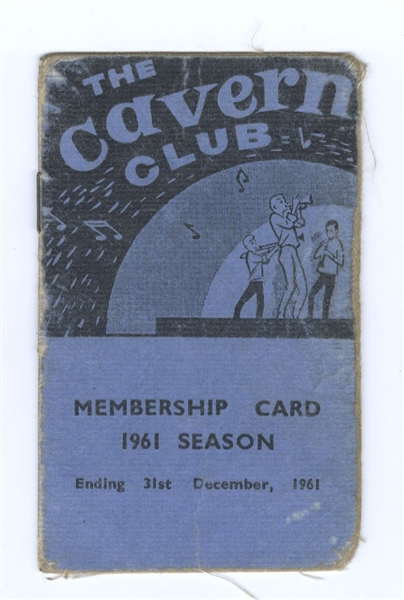 THE
Cavern
CLUB
MEMBERSHIP CARD
1961 SEASON
Ending 31st December, 1961